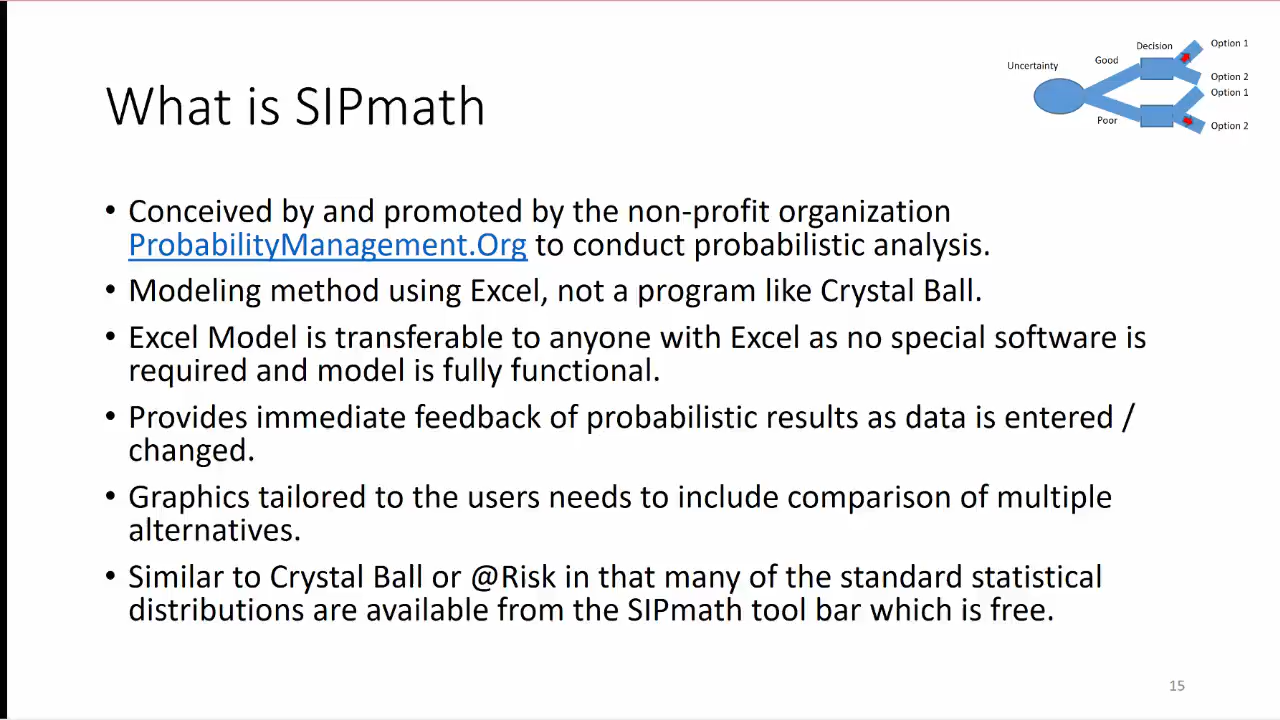 What is SIPmath
Uncertainty
Good
Poor
Decision
Option 1
Option 2
Option 1
Option 2
• Conceived by and promoted by the non-profit organization
ProbabilityManagement.Org to conduct probabilistic analysis.
• Modeling method using Excel, not a program like Crystal Ball.
• Excel Model is transferable to anyone with Excel as no special software is
required and model is fully functional.
• Provides immediate feedback of probabilistic results as data is entered /
changed.
• Graphics tailored to the users needs to include comparison of multiple
alternatives.
• Similar to Crystal Ball or @Risk in that many of the standard statistical
distributions are available from the SIPmath tool bar which is free.
15